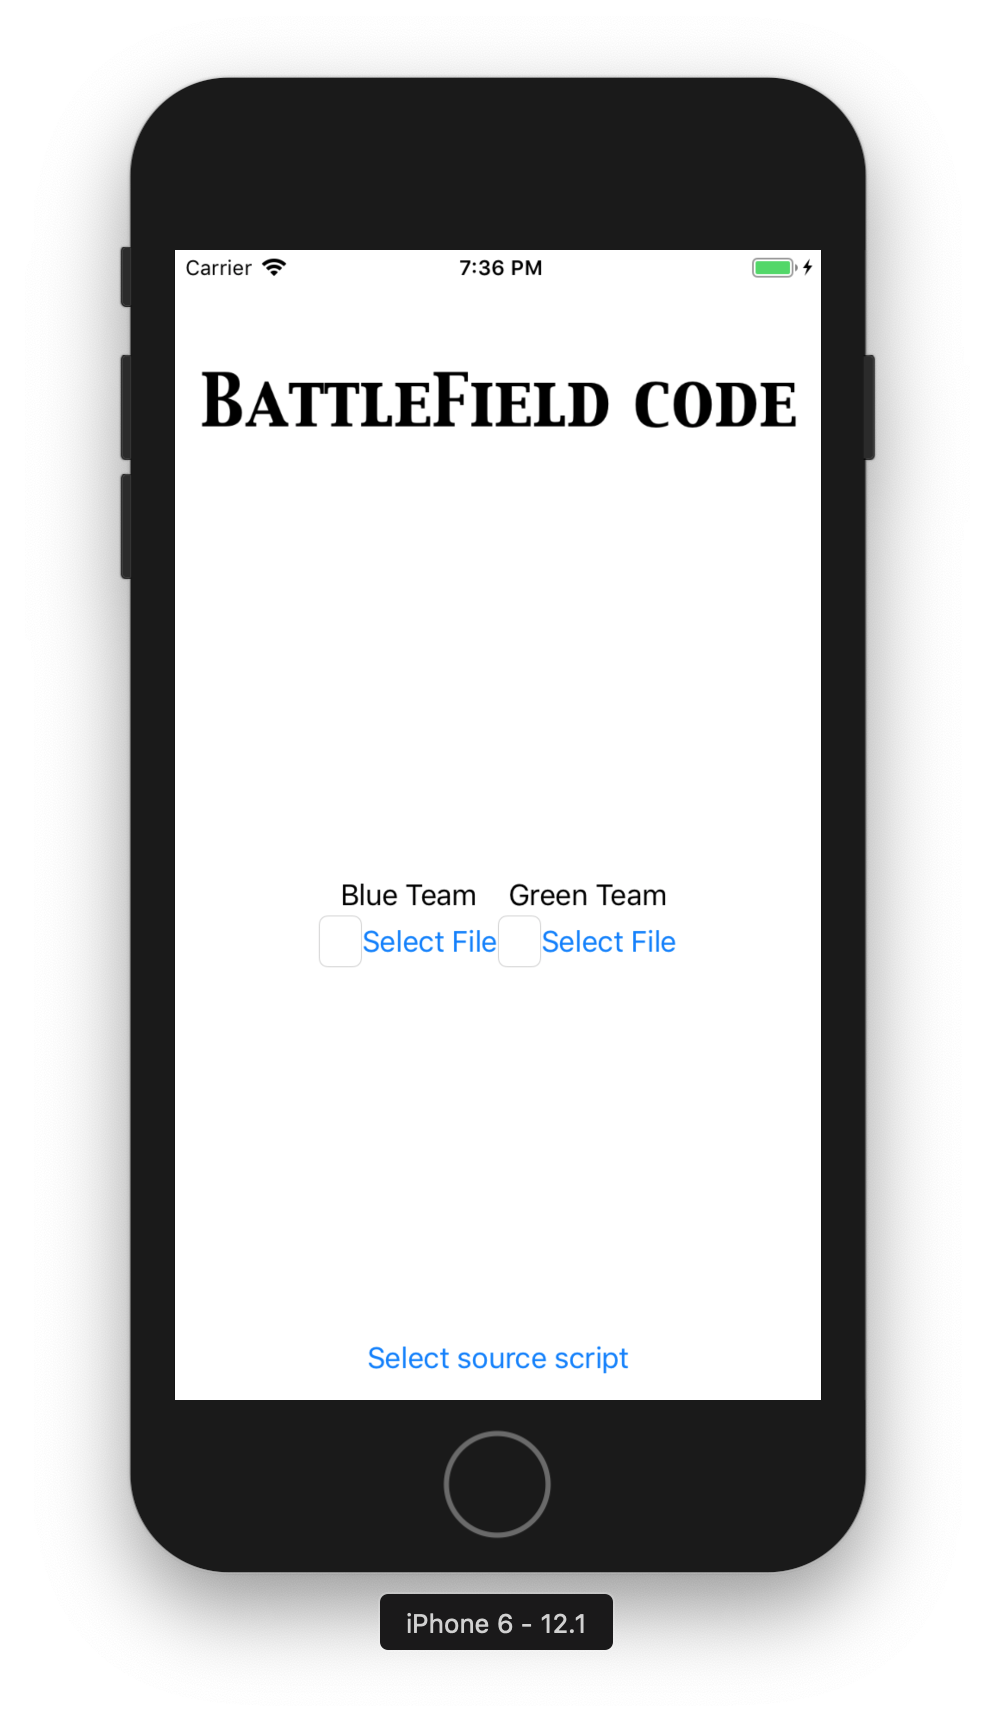 Carrier 7:36 PM
BattleField code
Blue Team Green Team
Select File Select File
Select source script
iPhone 6 - 12.1